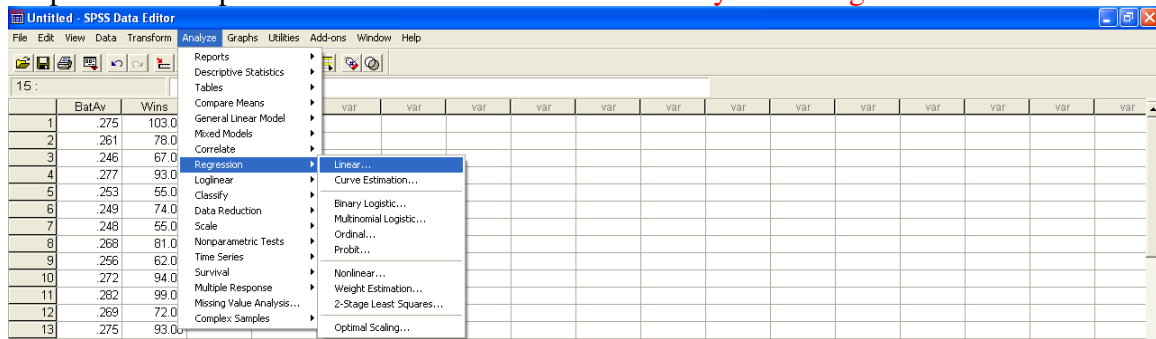 Untitled - SPSS Data Editor
File Edit View Data Transform Analyze Graphs Utilities Add-ons Window Help
15 :
BatAv Wins var var var var var var var var var var var var
1 .275 103.0
2 .261 78.0
3 .246 67.0
4 .277 93.0
5 .253 55.0
6 .249 74.0
7 .248 55.0
8 .268 81.0
9 .256 62.0
10 .272 94.0
11 .282 99.0
12 .269 72.0
13 .275 93.00
Reports
Descriptive Statistics
Tables
Compare Means
General Linear Model
Mixed Models
Correlate
Regression
Loglinear
Classify
Data Reduction
Scale
Nonparametric Tests
Time Series
Survival
Multiple Response
Missing Value Analysis...
Complex Samples
Linear...
Curve Estimation...
Binary Logistic...
Multinomial Logistic...
Ordinal...
Probit...
Nonlinear...
Weight Estimation...
2-Stage Least Squares...
Optimal Scaling...